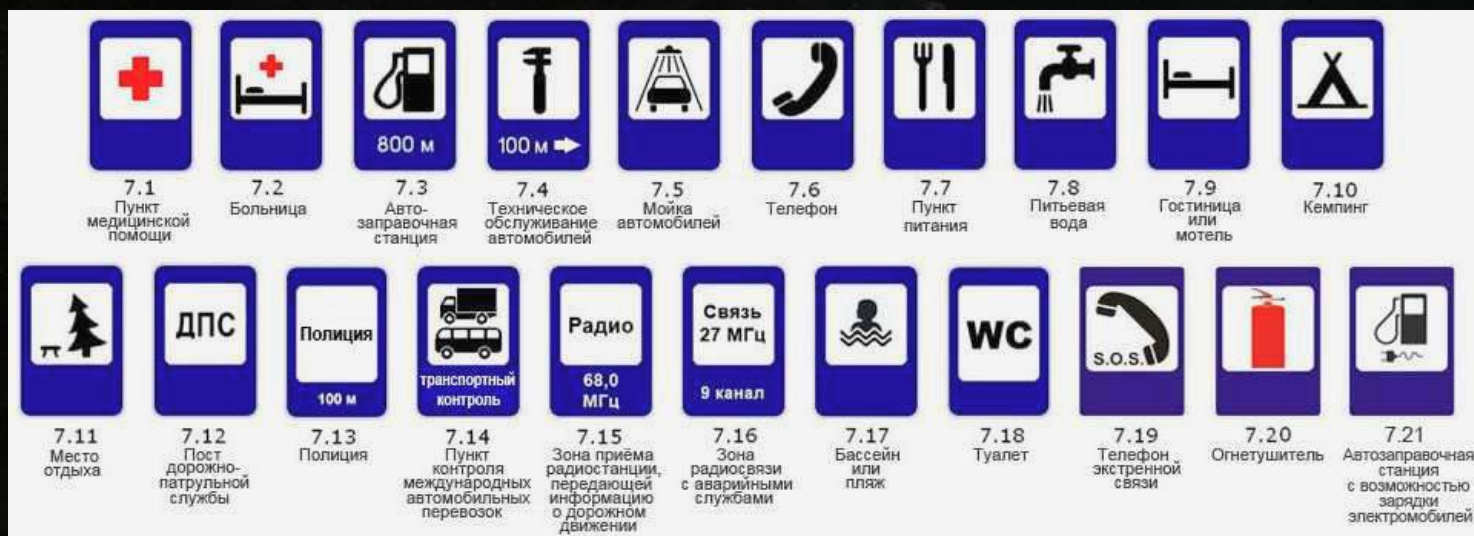 800 м
100 м
7.1
Пункт
медицинской
помощи
7.2
Больница
7.3
Авто-
заправочная
станция
7.4
Техническое
обслуживание
автомобилей
7.5
Мойка
автомобилей
7.6
Телефон
7.7
Пункт
питания
7.8
Питьевая
вода
7.9
Гостиница
или
мотель
7.10
Кемпинг
ДПС
Полиция
100 м
транспортный
контроль
Радио
68,0
МГц
Связь
27 МГц
9 канал
WC
S.O.S.
7.11
Место
отдыха
7.12
Пост
дорожно-
патрульной
службы
7.13
Полиция
7.14
Пункт
контроля
международных
автомобильных
перевозок
7.15
Зона приёма
радиостанции,
передающей
информацию
о дорожном
движении
7.16
Зона
радиосвязи
с аварийными
службами
7.17
Бассейн
или
пляж
7.18
Туалет
7.19
Телефон
экстренной
связи
7.20
Огнетушитель
7.21
Автозаправочная
станция
с возможностью
зарядки
электромобилей